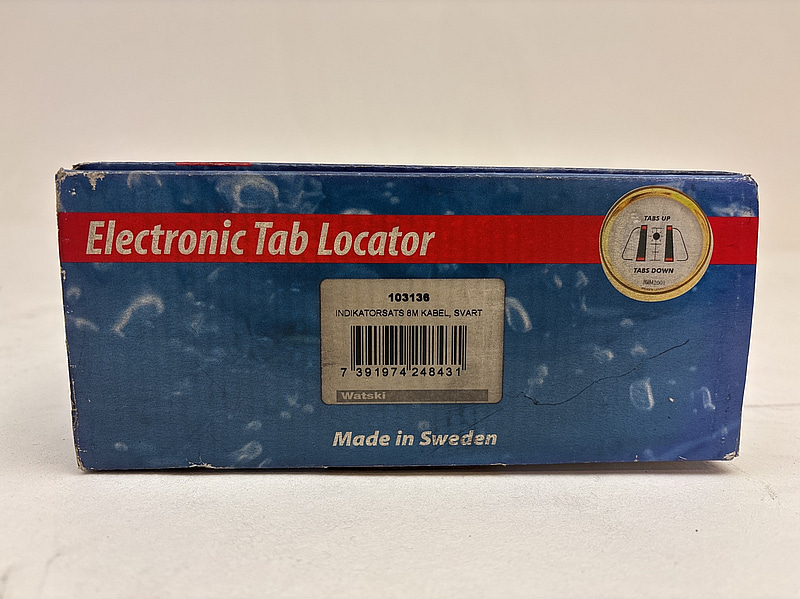 Electronic Tab Locator
TABS UP
TABS DOWN
103136
INDIKATORSATS 8M KABEL, SVART
7 391974 248431
Watski
Made in Sweden